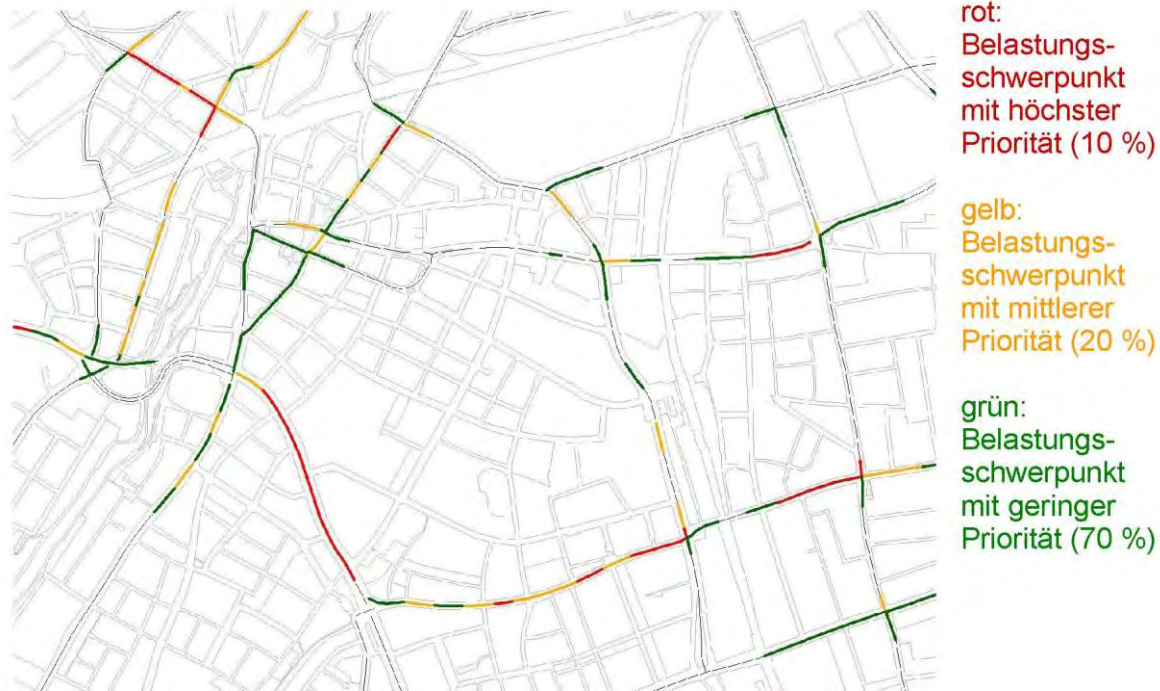 rot:
Belastungs-
schwerpunkt
mit höchster
Priorität (10 %)
gelb:
Belastungs-
schwerpunkt
mit mittlerer
Priorität (20 %)
grün:
Belastungs-
schwerpunkt
mit geringer
Priorität (70 %)